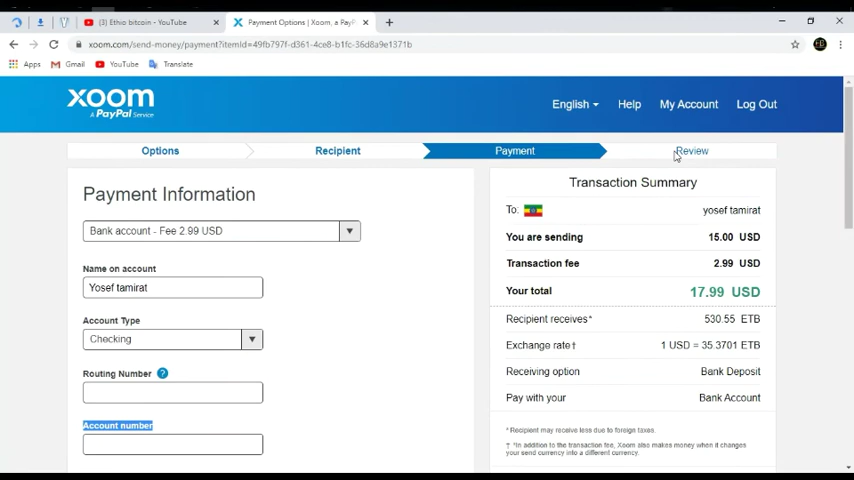 [3] Ethio bitcoin - YouTube
Payment Options | Xoom, a PayP
xoom.com/send-money/payment?itemId=49fb797f-d361-4ce8-b1fc-36d8a9e1371b
Apps Gmail YouTube Translate
xoom
A PayPal Service
English Help My Account Log Out
Options Recipient Payment Review
Payment Information
Bank account - Fee 2.99 USD
Name on account
Yosef tamirat
Account Type
Checking
Routing Number ?
Account number
Transaction Summary
To: yosef tamirat
You are sending 15.00 USD
Transaction fee 2.99 USD
Your total 17.99 USD
Recipient receives* 530.55 ETB
Exchange rate† 1 USD = 35.3701 ETB
Receiving option Bank Deposit
Pay with your Bank Account
* Recipient may receive less due to foreign taxes.
† *In addition to the transaction fee, Xoom also makes money when it changes
your send currency into a different currency.